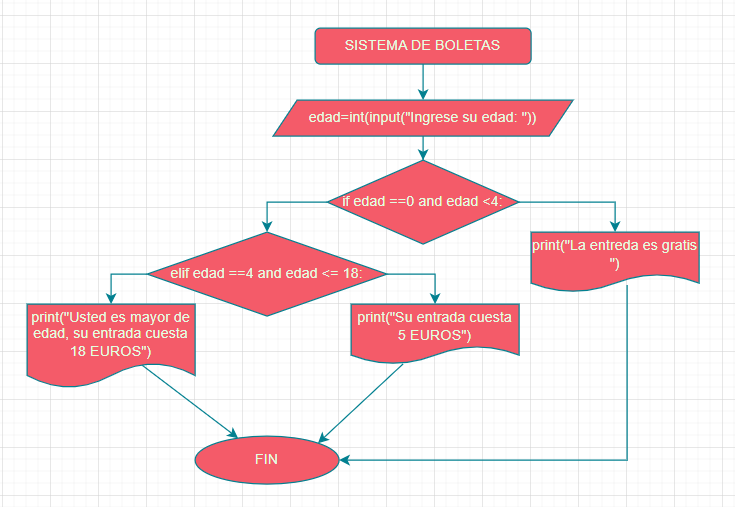 SISTEMA DE BOLETAS
edad=int(input("Ingrese su edad: "))
if edad ==0 and edad <4:
print("La entreda es gratis
")
elif edad ==4 and edad <= 18:
print("Usted es mayor de
edad, su entrada cuesta
18 EUROS")
print("Su entrada cuesta
5 EUROS")
FIN